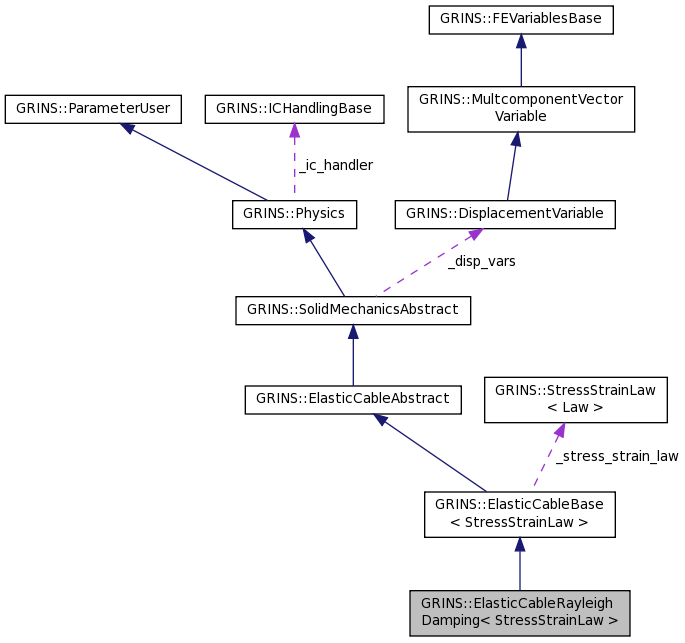 GRINS::FEVariablesBase
GRINS::ParameterUser
GRINS::ICHandlingBase
GRINS::MultcomponentVector
Variable
_ic_handler
GRINS::Physics
GRINS::DisplacementVariable
_disp_vars
GRINS::SolidMechanicsAbstract
GRINS::ElasticCableAbstract
GRINS::StressStrainLaw
< Law >
_stress_strain_law
GRINS::ElasticCableBase
< StressStrainLaw >
GRINS::ElasticCableRayleigh
Damping< StressStrainLaw >